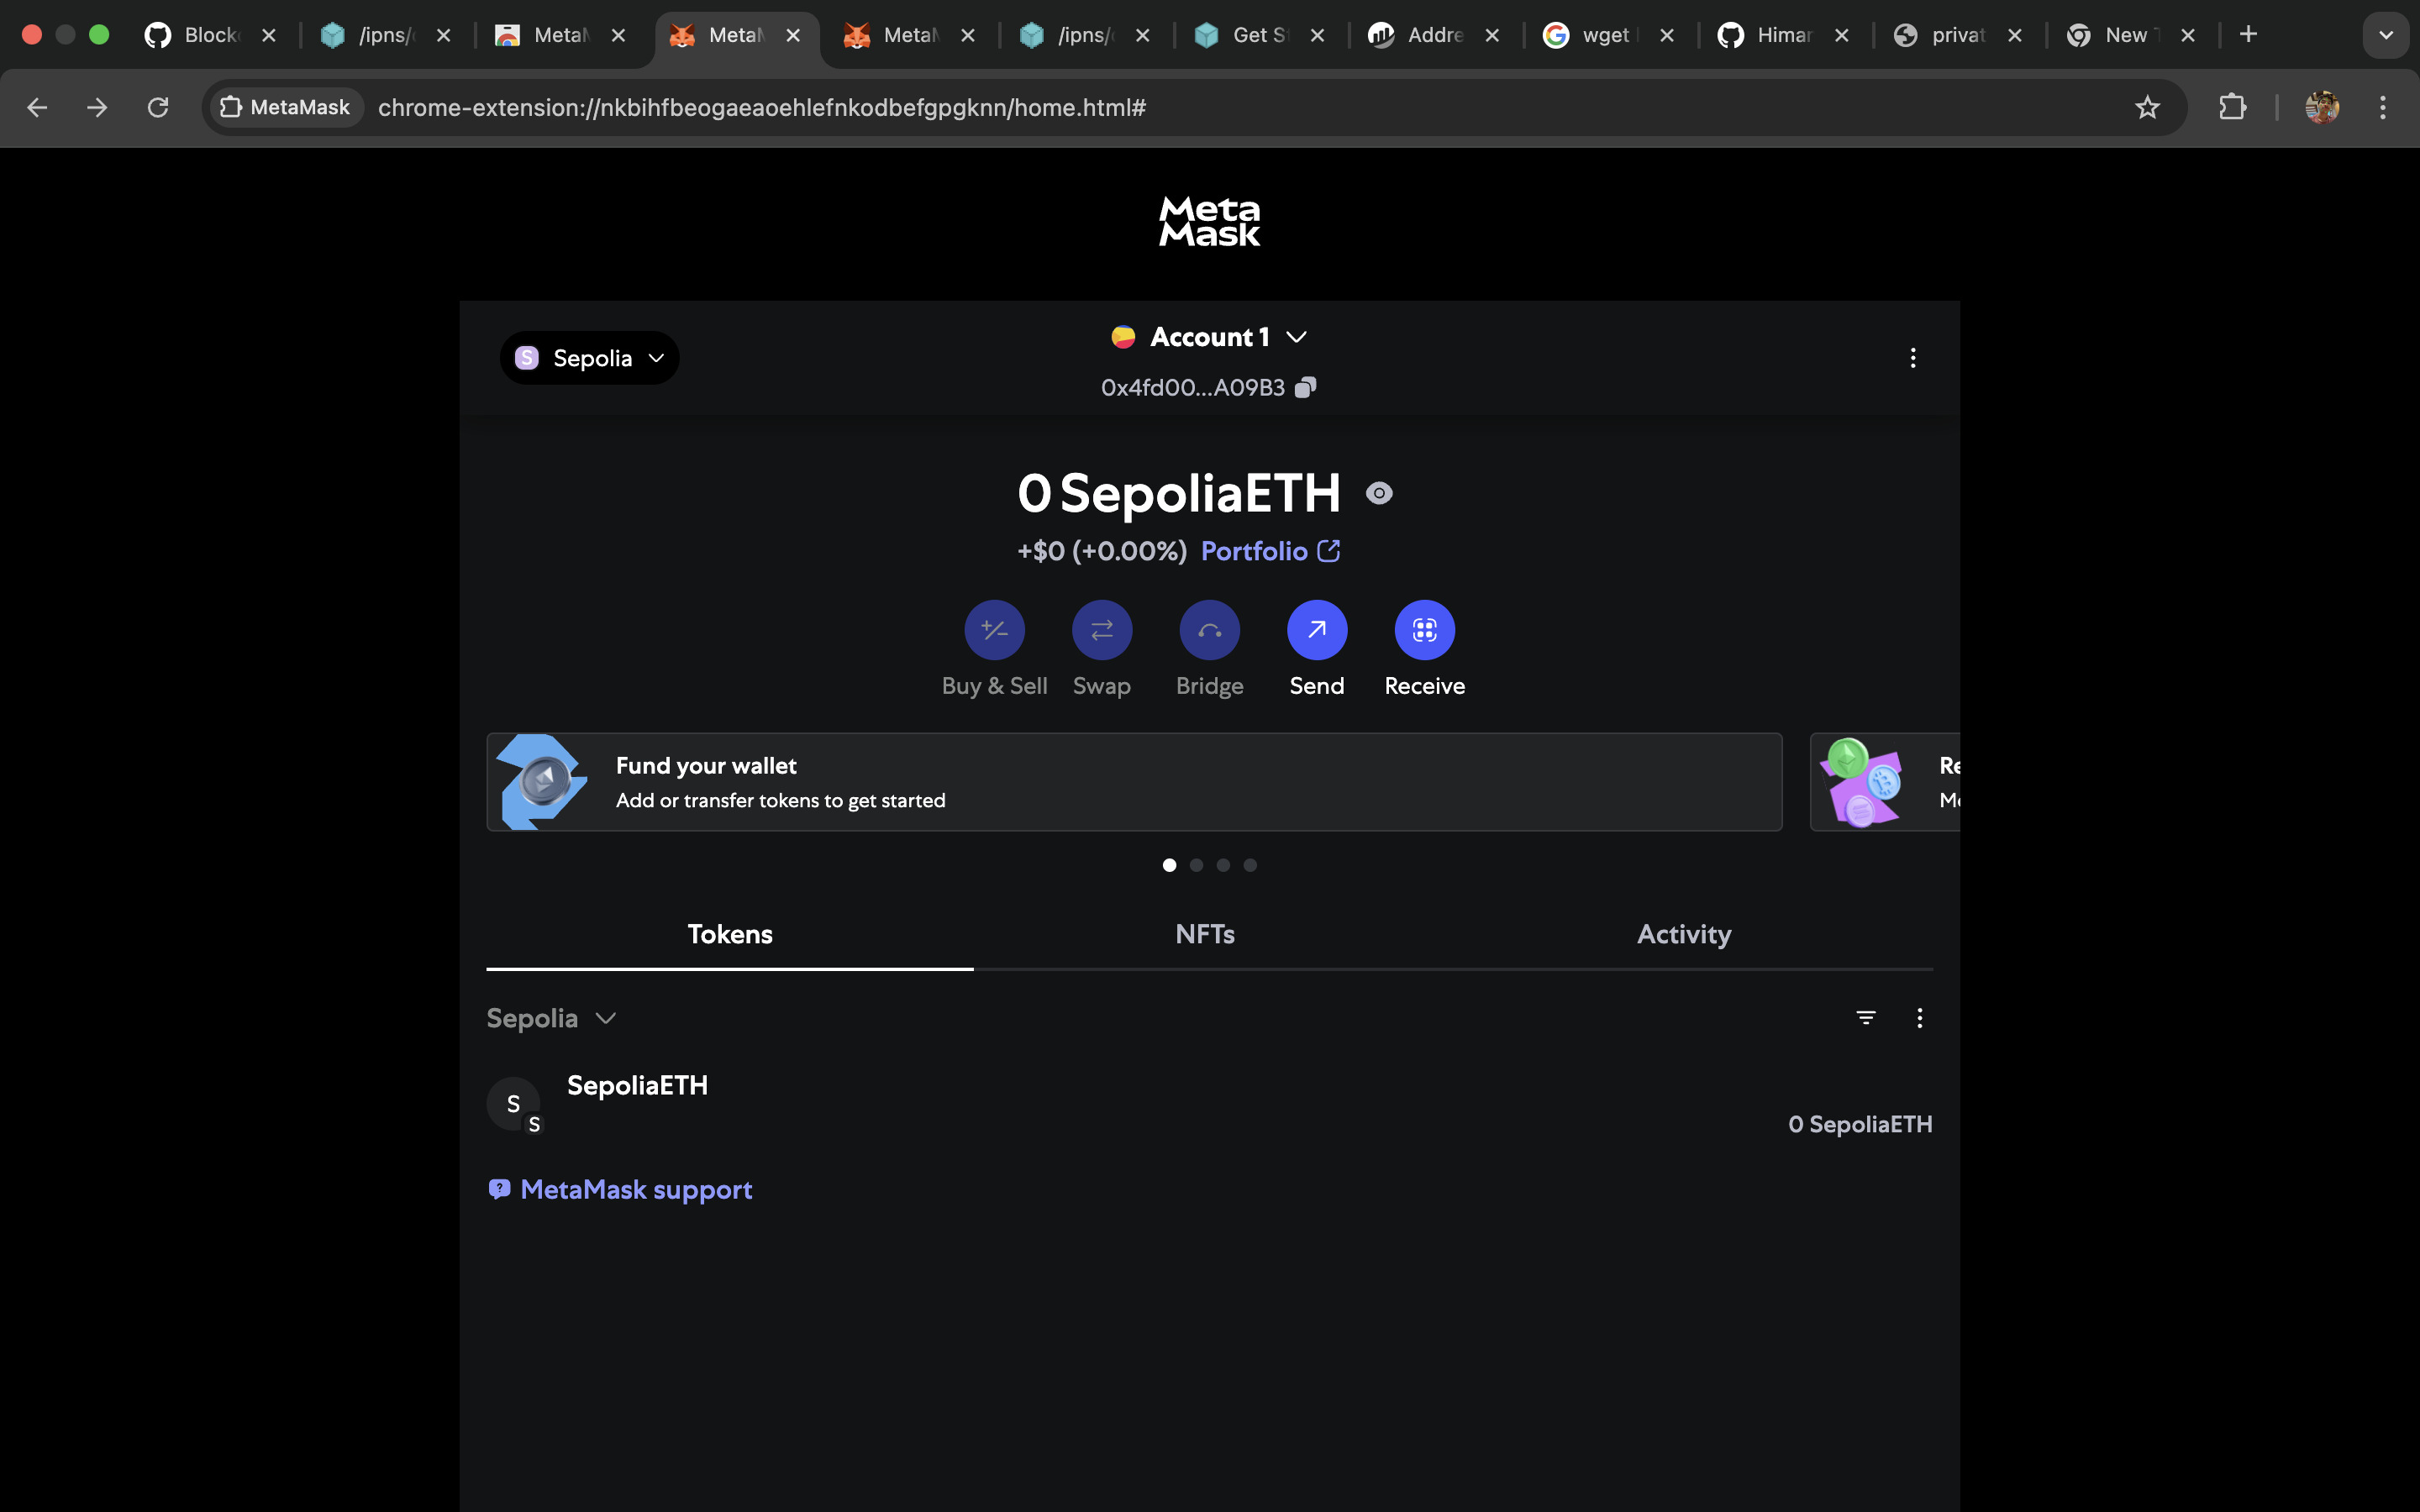 Block
/ipns/
MetaM
MetaM
MetaM
/ipns/
Get S
Addre
wget
Himar
privat
New T
MetaMask
chrome-extension://nkbihfbeogaeaoehlefnkodbefgpgknn/home.html#
Meta
Mask
S Sepolia
Account 1
0x4fd00...A09B3
0 SepoliaETH
+$0 (+0.00%) Portfolio
Buy & Sell
Swap
Bridge
Send
Receive
Fund your wallet
Add or transfer tokens to get started
Re
Mo
Tokens
NFTs
Activity
Sepolia
S
S
SepoliaETH
0 SepoliaETH
MetaMask support